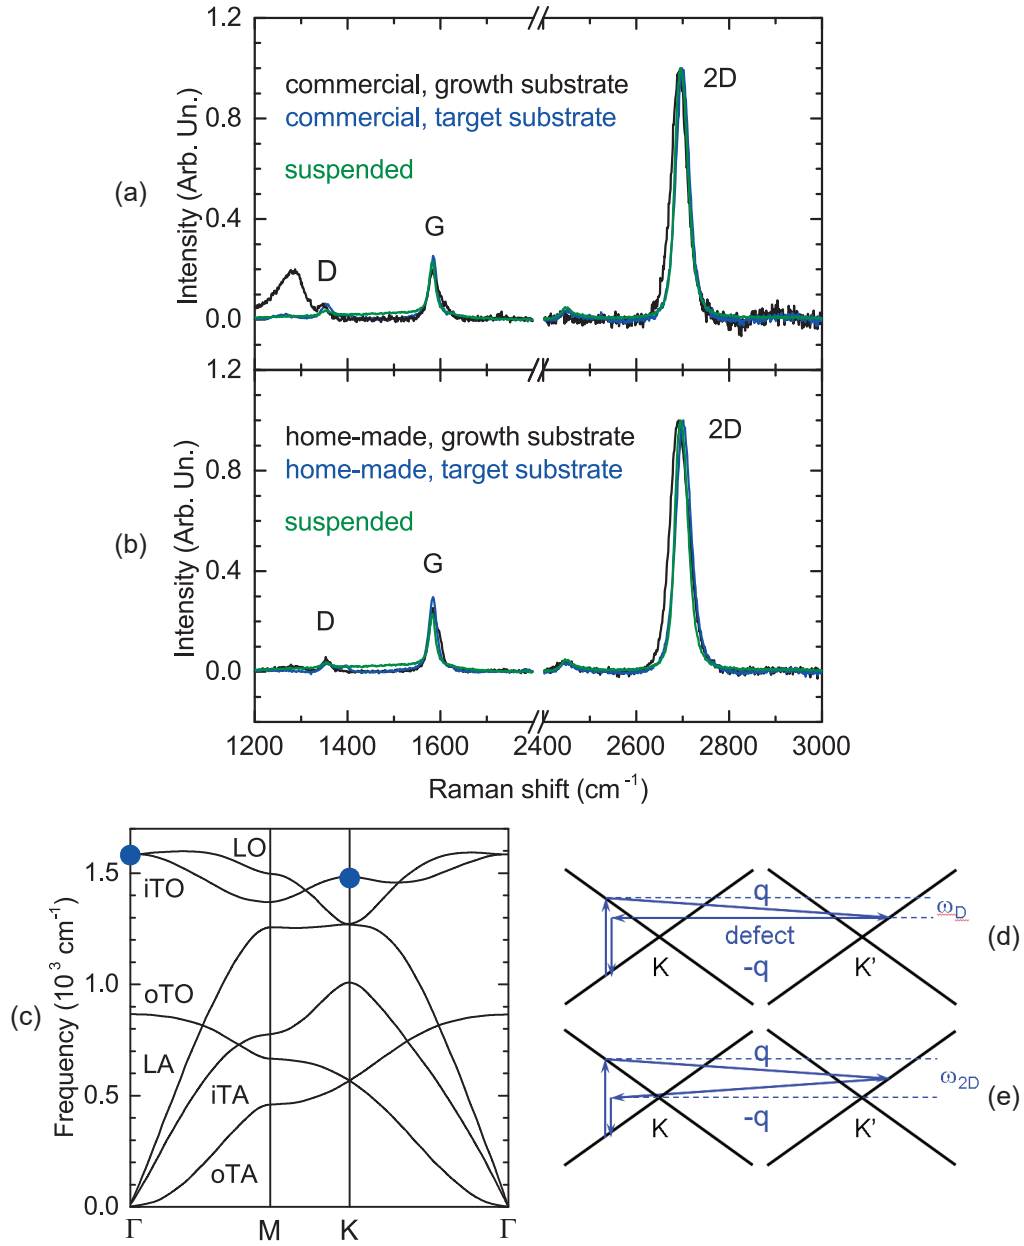 1.2
commercial, growth substrate
2D
commercial, target substrate
0.8
suspended
(a)
Intensity (Arb. Un.)
0.4
G
D
0.0
1.2
home-made, growth substrate
2D
home-made, target substrate
0.8
suspended
(b)
Intensity (Arb. Un.)
G
0.4
D
0.0
1200 1400 1600 2400 2600 2800 3000
Raman shift (cm⁻¹)
LO
1.5
iTO
1.0
oTO
(c)
Frequency (10³ cm⁻¹)
LA
iTA
0.5
oTA
0.0
Γ M K Γ
q
ω_D
(d)
defect
K -q K'
q
ω_2D
(e)
-q
K K'